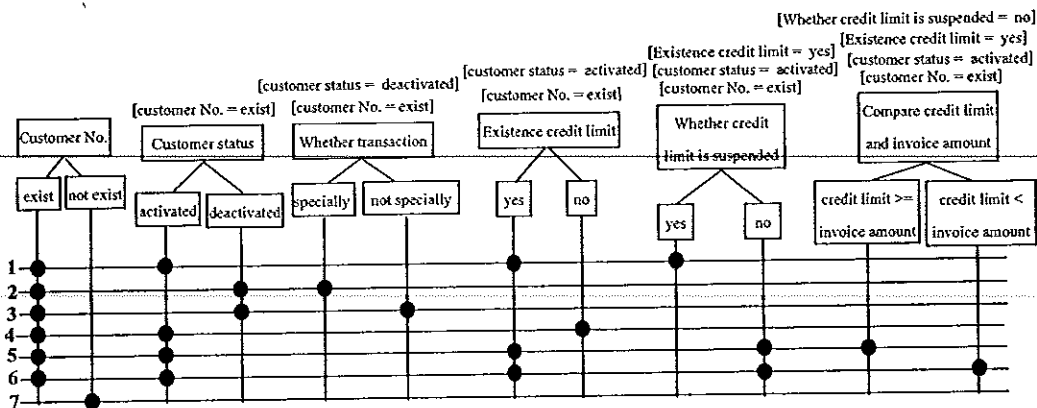 [Whether credit limit is suspended = no]
[Existence credit limit = yes] [Existence credit limit = yes]
[customer status = deactivated] [customer status = activated] [customer status = activated] [customer status = activated]
[customer No. = exist] [customer No. = exist] [customer No. = exist] [customer No. = exist] [customer No. = exist]
Customer No. Customer status Whether transaction Existence credit limit Whether credit limit is suspended Compare credit limit and invoice amount
exist not exist activated deactivated specially not specially yes no yes no credit limit >= invoice amount credit limit < invoice amount
1
2
3
4
5
6
7